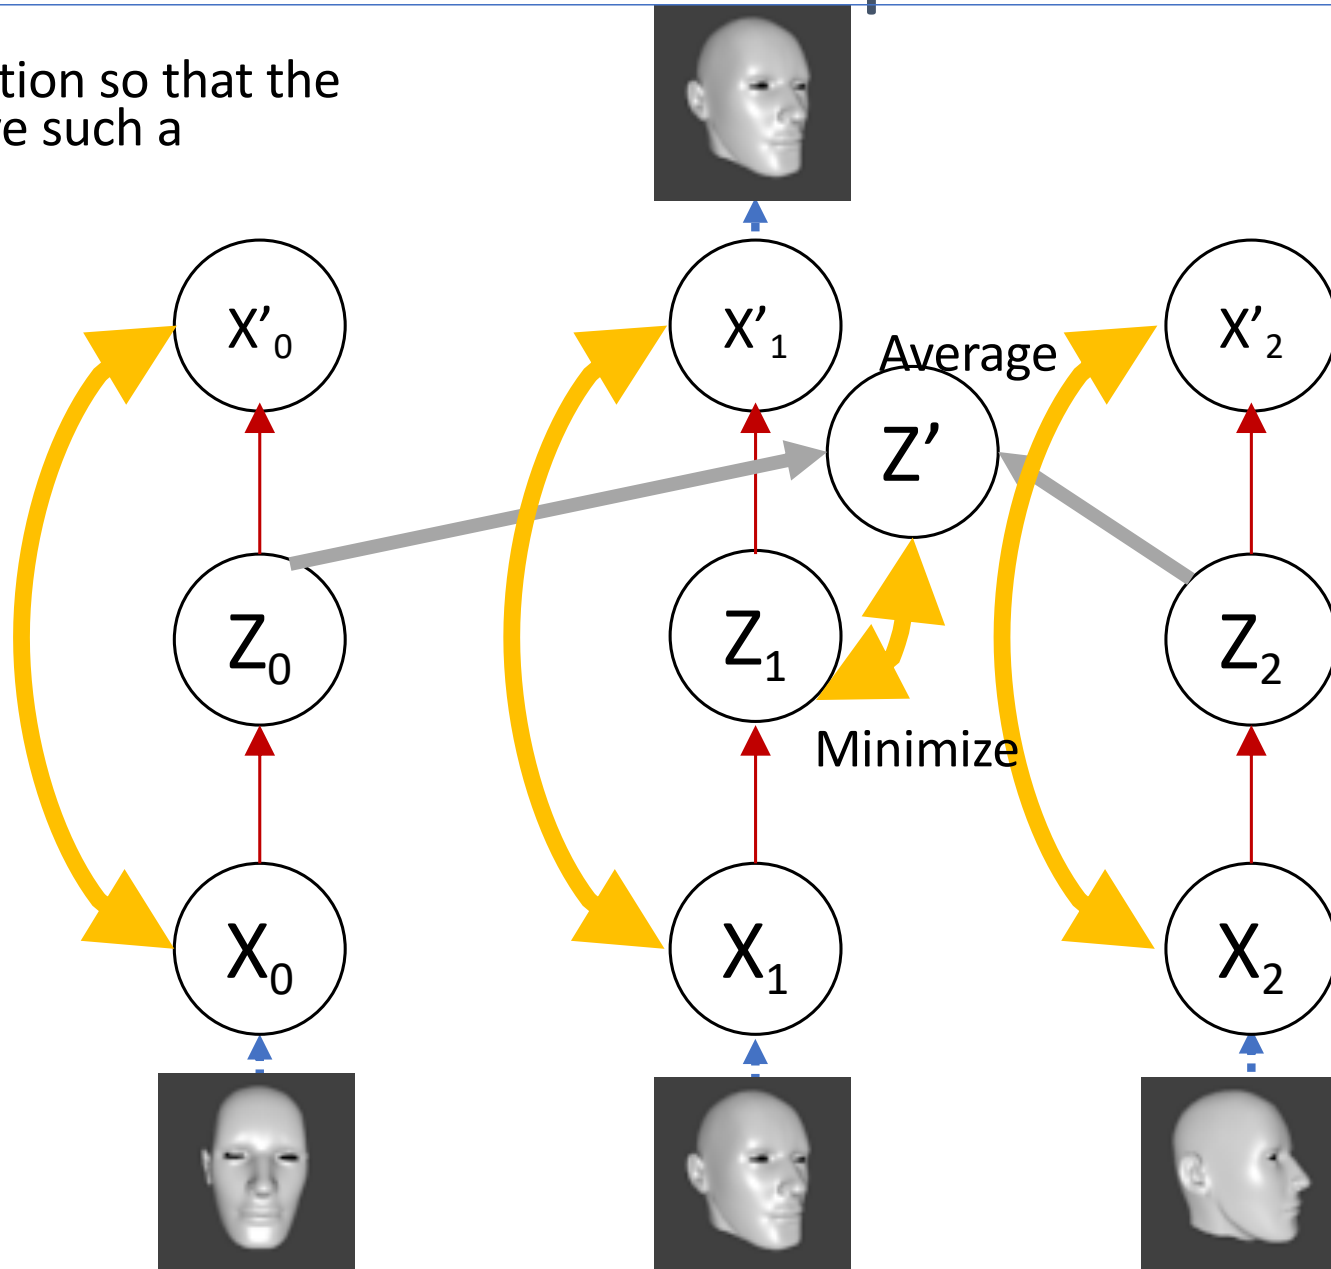 tion so that the
e such a
X’0
X’1
X’2
Average
Z’
Z0
Z1
Z2
Minimize
X0
X1
X2